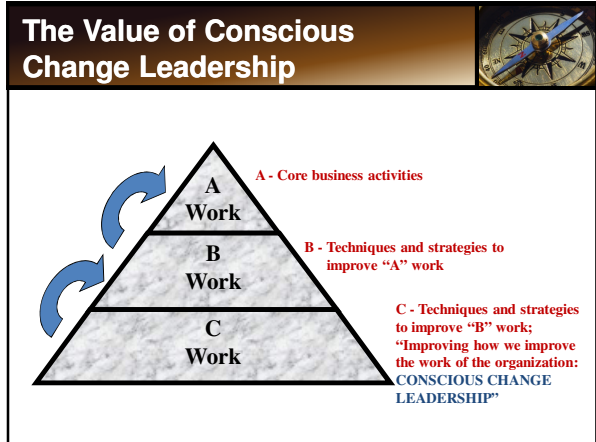 The Value of Conscious
Change Leadership
A
Work
A - Core business activities
B
Work
B - Techniques and strategies to
improve “A” work
C
Work
C - Techniques and strategies
to improve “B” work;
“Improving how we improve
the work of the organization:
CONSCIOUS CHANGE
LEADERSHIP”